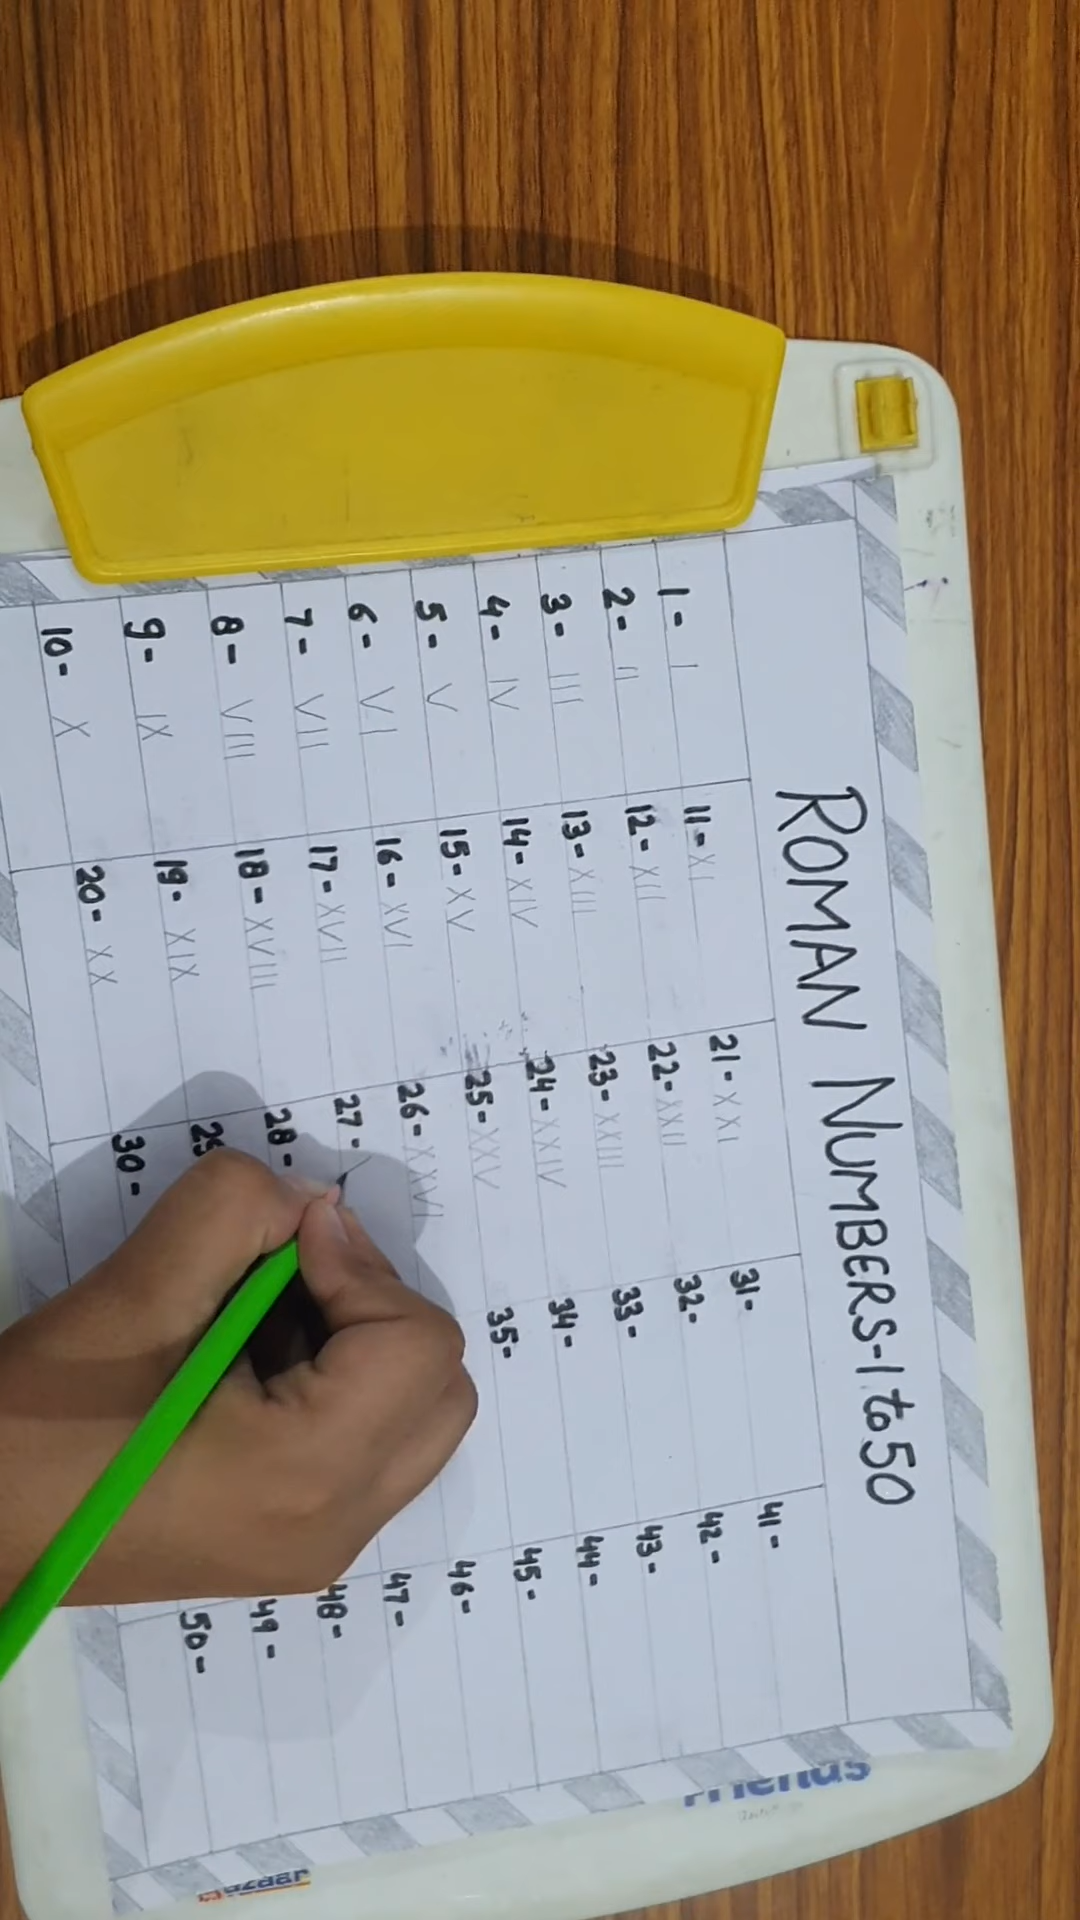 ROMAN NUMBERS-1 to 50
1- I
2- II
3- III
4- IV
5- V
6- VI
7- VII
8- VIII
9- IX
10- X
11- XI
12- XII
13- XIII
14- XIV
15- XV
16- XVI
17- XVII
18- XVIII
19- XIX
20- XX
21- XXI
22- XXII
23- XXIII
24- XXIV
25- XXV
26- XXVI
27-
28-
30-
31-
32-
33-
34-
35-
41-
42-
43-
44-
45-
46-
47-
48-
49-
50-